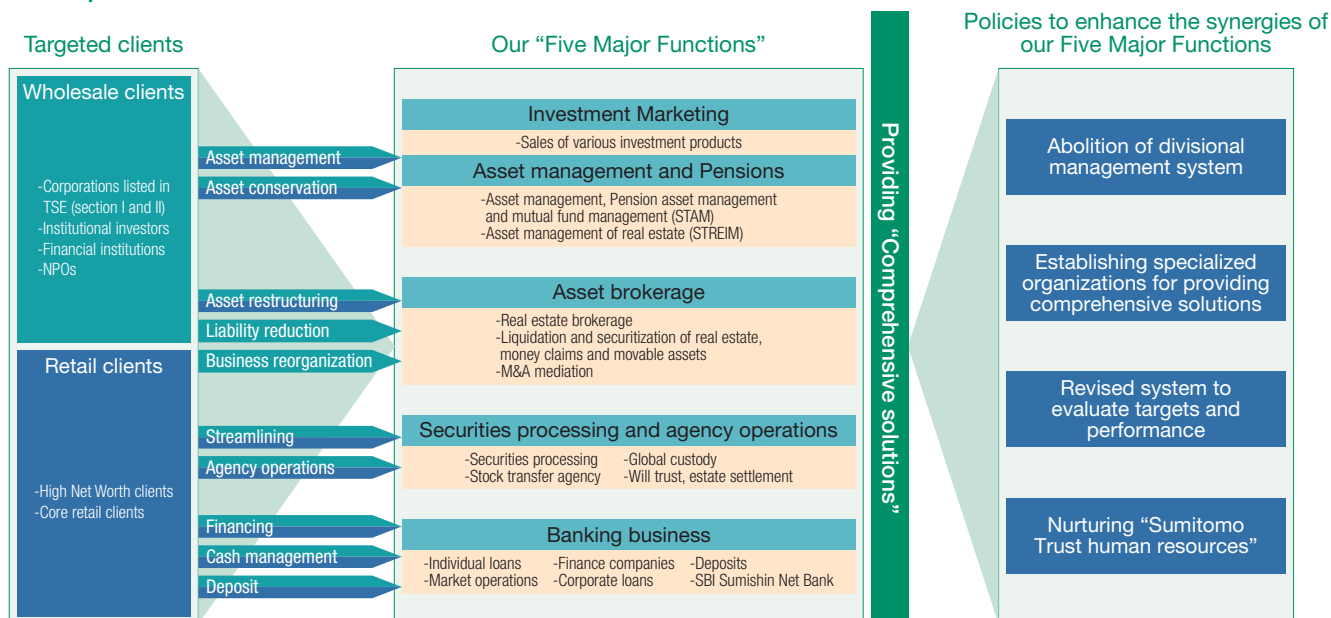 Targeted clients
Wholesale clients
-Corporations listed in
TSE (section I and II)
-Institutional investors
-Financial institutions
-NPOs
Retail clients
-High Net Worth clients
-Core retail clients
Asset management
Asset conservation
Asset restructuring
Liability reduction
Business reorganization
Streamlining
Agency operations
Financing
Cash management
Deposit
Our “Five Major Functions”
Investment Marketing
-Sales of various investment products
Asset management and Pensions
-Asset management, Pension asset management
and mutual fund management (STAM)
-Asset management of real estate (STREIM)
Asset brokerage
-Real estate brokerage
-Liquidation and securitization of real estate,
money claims and movable assets
-M&A mediation
Securities processing and agency operations
-Securities processing -Global custody
-Stock transfer agency -Will trust, estate settlement
Banking business
-Individual loans -Finance companies -Deposits
-Market operations -Corporate loans -SBI Sumishin Net Bank
Providing “Comprehensive solutions”
Policies to enhance the synergies of
our Five Major Functions
Abolition of divisional
management system
Establishing specialized
organizations for providing
comprehensive solutions
Revised system to
evaluate targets and
performance
Nurturing “Sumitomo
Trust human resources”